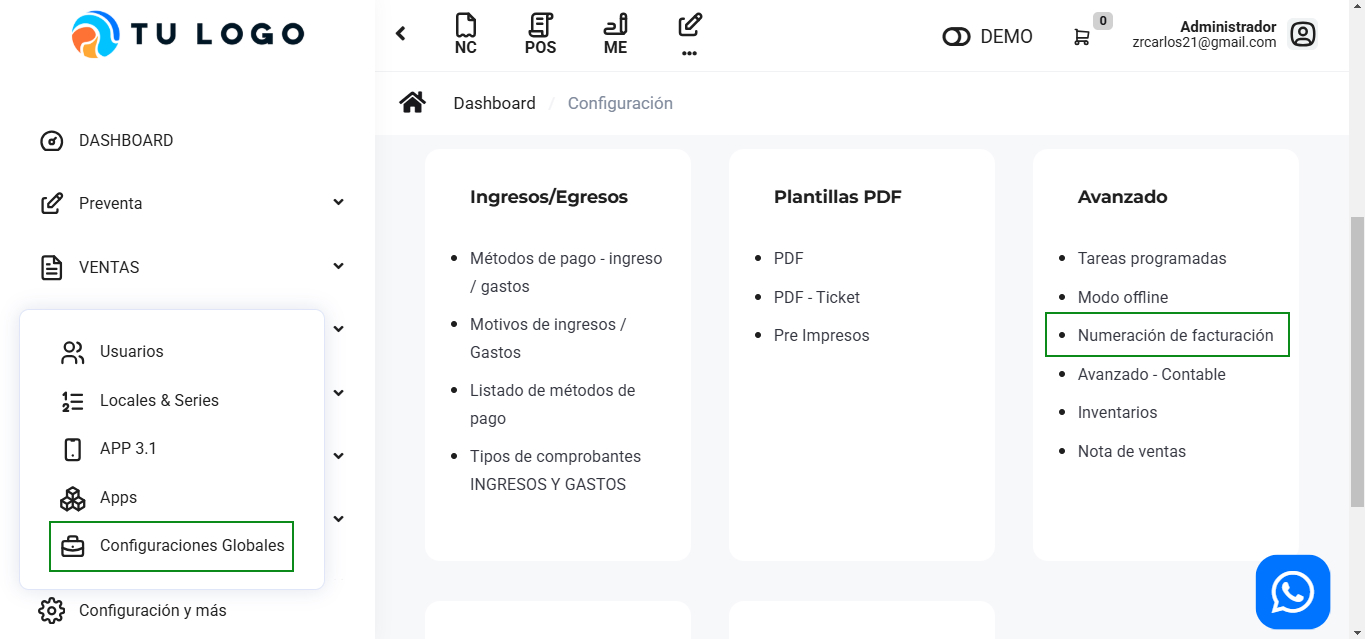 TU LOGO
NC
POS
ME
...
DEMO
0
Administrador
zrcarlos21@gmail.com
Dashboard / Configuración
DASHBOARD
Preventa
VENTAS
Usuarios
Locales & Series
APP 3.1
Apps
Configuraciones Globales
Configuración y más
Ingresos/Egresos
Métodos de pago - ingreso
/ gastos
Motivos de ingresos /
Gastos
Listado de métodos de
pago
Tipos de comprobantes
INGRESOS Y GASTOS
Plantillas PDF
PDF
PDF - Ticket
Pre Impresos
Avanzado
Tareas programadas
Modo offline
Numeración de facturación
Avanzado - Contable
Inventarios
Nota de ventas